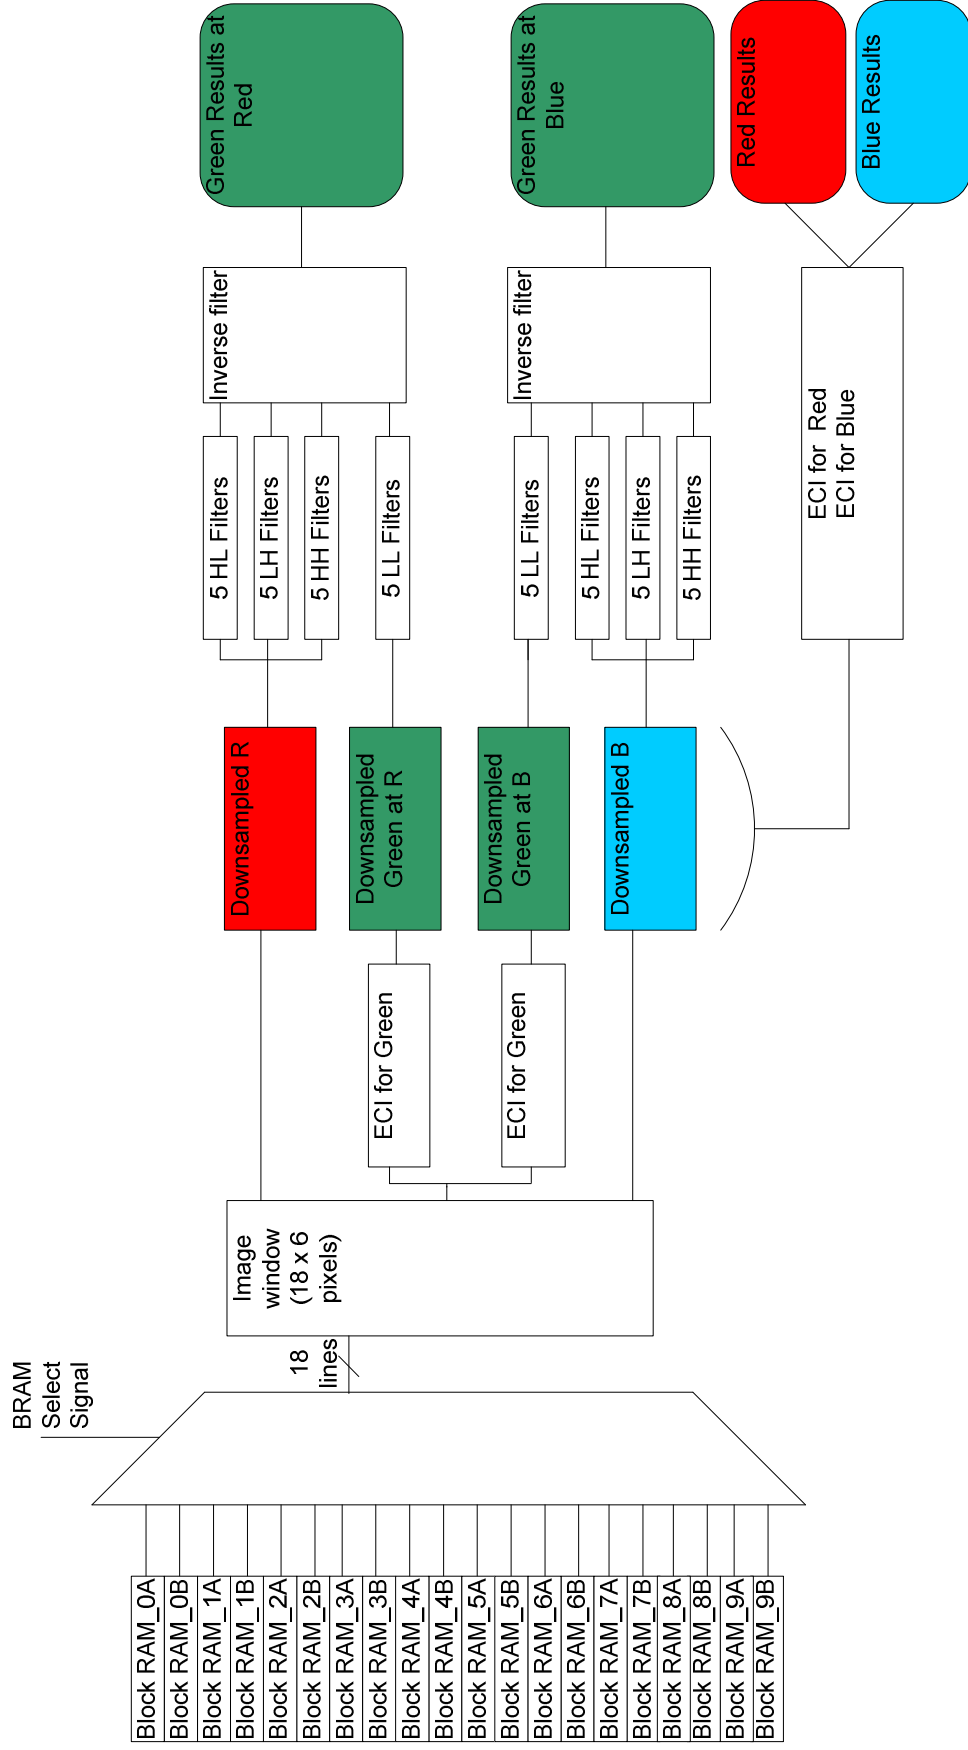 BRAM
Select
Signal
Block RAM_0A
Block RAM_0B
Block RAM_1A
Block RAM_1B
Block RAM_2A
Block RAM_2B
Block RAM_3A
Block RAM_3B
Block RAM_4A
Block RAM_4B
Block RAM_5A
Block RAM_5B
Block RAM_6A
Block RAM_6B
Block RAM_7A
Block RAM_7B
Block RAM_8A
Block RAM_8B
Block RAM_9A
Block RAM_9B
18
lines
Image
window
(18 x 6
pixels)
ECI for Green
ECI for Green
Downsampled R
Downsampled
Green at R
Downsampled
Green at B
Downsampled B
5 HL Filters
5 LH Filters
5 HH Filters
5 LL Filters
5 LL Filters
5 HL Filters
5 LH Filters
5 HH Filters
ECI for Red
ECI for Blue
Inverse filter
Inverse filter
Green Results at
Red
Green Results at
Blue
Red Results
Blue Results